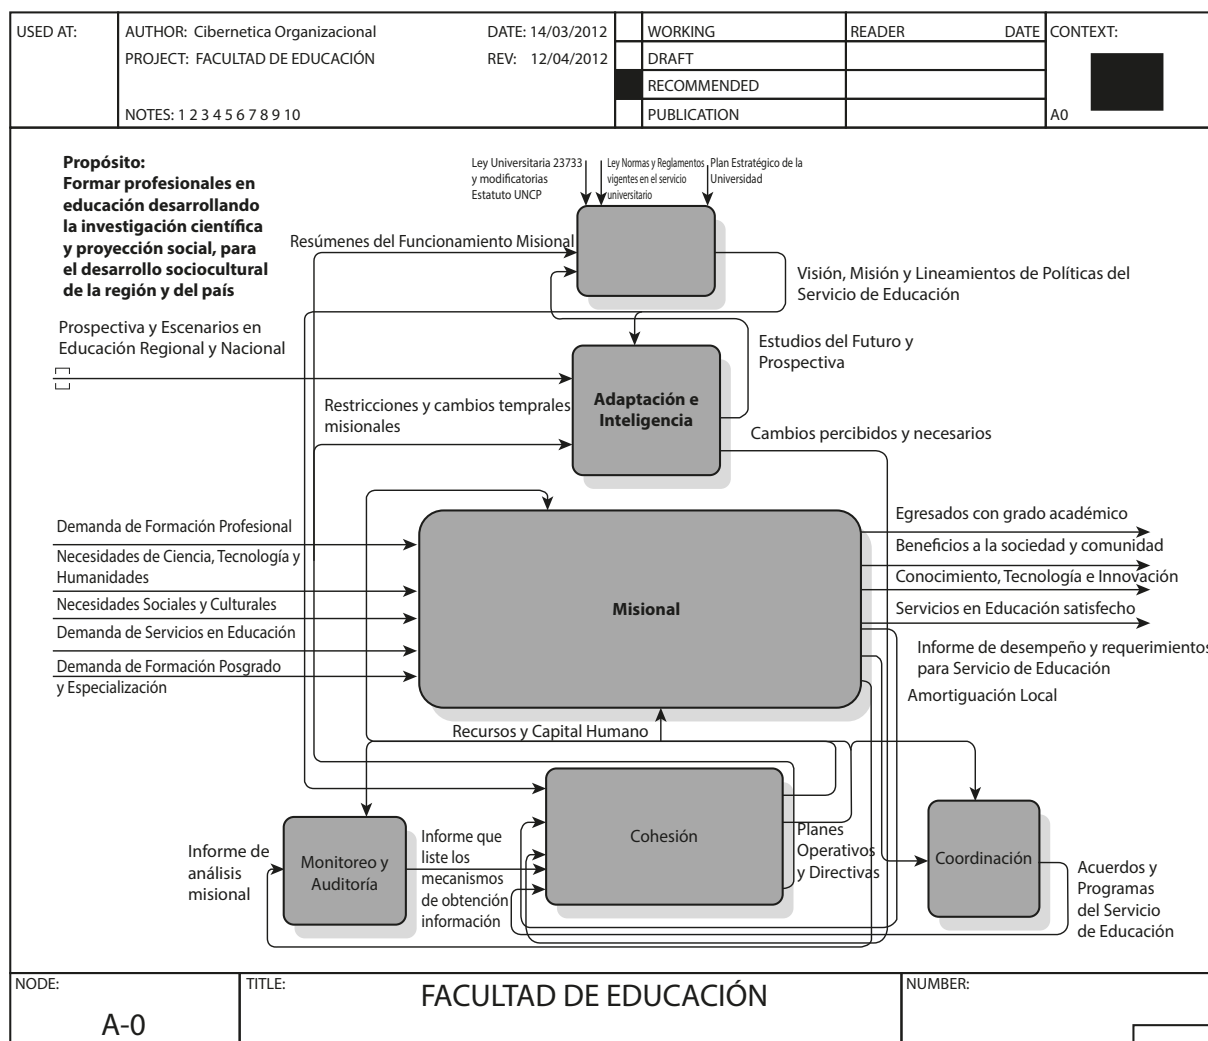 USED AT:
AUTHOR: Cibernetica Organizacional
DATE: 14/03/2012
PROJECT: FACULTAD DE EDUCACIÓN
REV: 12/04/2012
NOTES: 1 2 3 4 5 6 7 8 9 10
WORKING
DRAFT
RECOMMENDED
PUBLICATION
READER
DATE
CONTEXT:
A0
Propósito:
Formar profesionales en
educación desarrollando
la investigación científica
y proyección social, para
el desarrollo sociocultural
de la región y del país
Ley Universitaria 23733
y modificatorias
Estatuto UNCP
Ley Normas y Reglamentos
vigentes en el servicio
universitario
Plan Estratégico de la
Universidad
Resúmenes del Funcionamiento Misional
Visión, Misión y Lineamientos de Políticas del
Servicio de Educación
Prospectiva y Escenarios en
Educación Regional y Nacional
Estudios del Futuro y
Prospectiva
Adaptación e
Inteligencia
Restricciones y cambios temprales
misionales
Cambios percibidos y necesarios
Demanda de Formación Profesional
Necesidades de Ciencia, Tecnología y
Humanidades
Necesidades Sociales y Culturales
Demanda de Servicios en Educación
Demanda de Formación Posgrado
y Especialización
Misional
Egresados con grado académico
Beneficios a la sociedad y comunidad
Conocimiento, Tecnología e Innovación
Servicios en Educación satisfecho
Informe de desempeño y requerimientos
para Servicio de Educación
Amortiguación Local
Recursos y Capital Humano
Informe de
análisis
misional
Monitoreo y
Auditoría
Informe que
liste los
mecanismos
de obtención
información
Cohesión
Planes
Operativos
y Directivas
Coordinación
Acuerdos y
Programas
del Servicio
de Educación
NODE:
A-0
TITLE:
FACULTAD DE EDUCACIÓN
NUMBER: